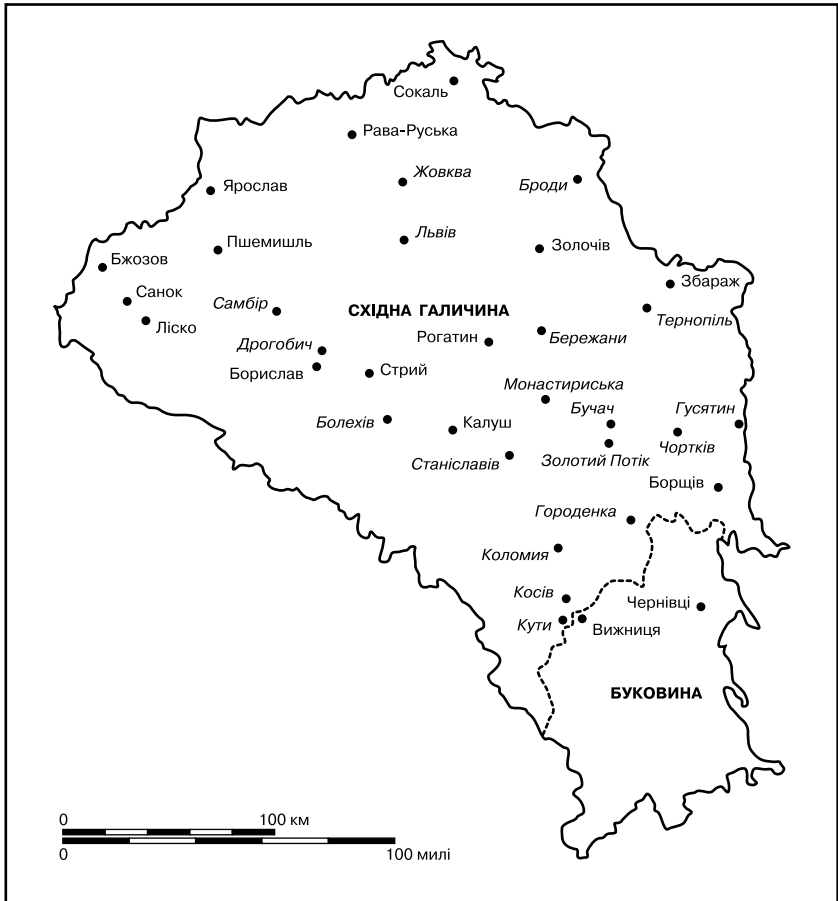 Сокаль
Рава-Руська
Жовква
Броди
Ярослав
Львів
Пшемишль
Золочів
Бжозов
Збараж
Санок
Самбір
СХІДНА ГАЛИЧИНА
Тернопіль
Ліско
Рогатин
Бережани
Дрогобич
Борислав
Стрий
Монастириська
Бучач
Гусятин
Болехів
Калуш
Чортків
Станіславів
Золотий Потік
Борщів
Городенка
Коломия
Косів
Чернівці
Кути
Вижниця
БУКОВИНА
0 100 км
0 100 милі